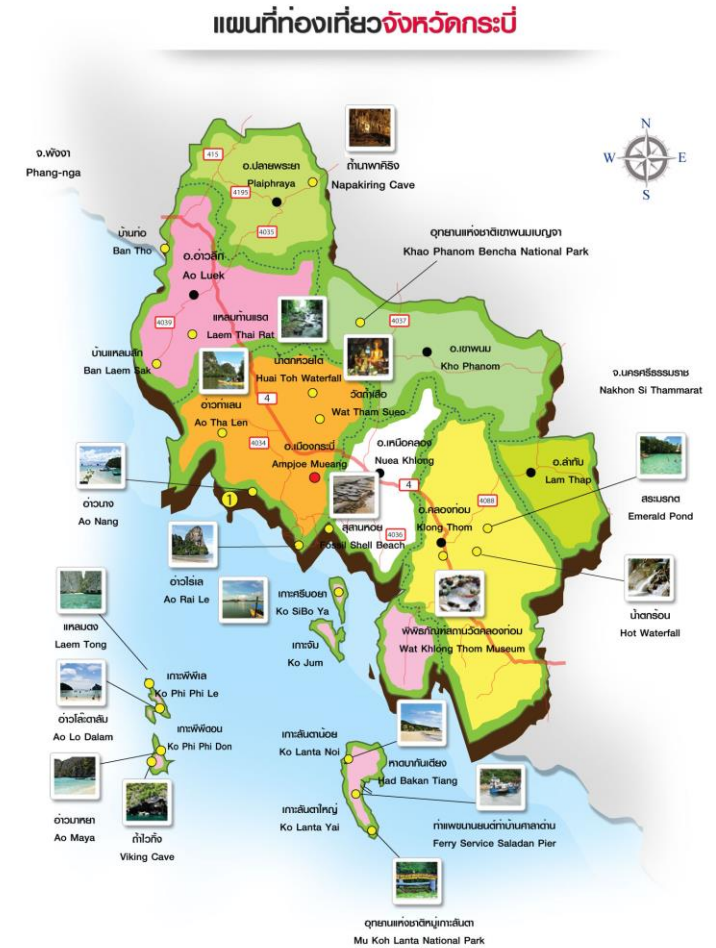 แผนที่ท่องเที่ยวจังหวัดกระบี่
N
W
E
S
จ.พังงา
Phang-nga
415
อ.ปลายพระยา
Plaiphraya
4195
4035
ถ้ำนาพาคิริง
Napakiring Cave
บ้านท่อ
Ban Tho
อ.อ่าวลึก
Ao Luek
อุทยานแห่งชาติเขาพนมเบญจา
Khao Phanom Bencha National Park
แหลมท้ายแรต
Laem Thai Rat
4039
4037
บ้านแหลมสัก
Ban Laem Sak
น้ำตกห้วยโต้
Huai Toh Waterfall
อ.เขาพนม
Kho Phanom
จ.นครศรีธรรมราช
Nakhon Si Thammarat
4
วัดถ้ำเสือ
Wat Tham Sueo
อ่าวท่าเลน
Ao Tha Len
4034
อ.เมืองกระบี่
Ampjoe Mueang
อ.เหนือคลอง
Nuea Khlong
อ.ลำทับ
Lam Thap
4
4088
อ่าวนาง
Ao Nang
1
สระมรกต
Emerald Pond
อ.คลองท่อม
Klong Thom
สุสานหอย
Fossil Shell Beach
4036
อ่าวไร่เล
Ao Rai Le
เกาะศรีบอยา
Ko SiBo Ya
น้ำตกร้อน
Hot Waterfall
แหลมตง
Laem Tong
เกาะจัม
Ko Jum
พิพิธภัณฑ์สถานวัดคลองท่อม
Wat Khlong Thom Museum
เกาะพีพีเล
Ko Phi Phi Le
อ่าวโล๊ะดาลัม
Ao Lo Dalam
เกาะพีพีดอน
Ko Phi Phi Don
เกาะลันตาน้อย
Ko Lanta Noi
หาดบากันเตียง
Had Bakan Tiang
อ่าวมาหยา
Ao Maya
ถ้ำไวกิ้ง
Viking Cave
เกาะลันตาใหญ่
Ko Lanta Yai
ท่าแพขนานยนต์ท่าบ้านศาลาด่าน
Ferry Service Saladan Pier
อุทยานแห่งชาติหมู่เกาะลันตา
Mu Koh Lanta National Park